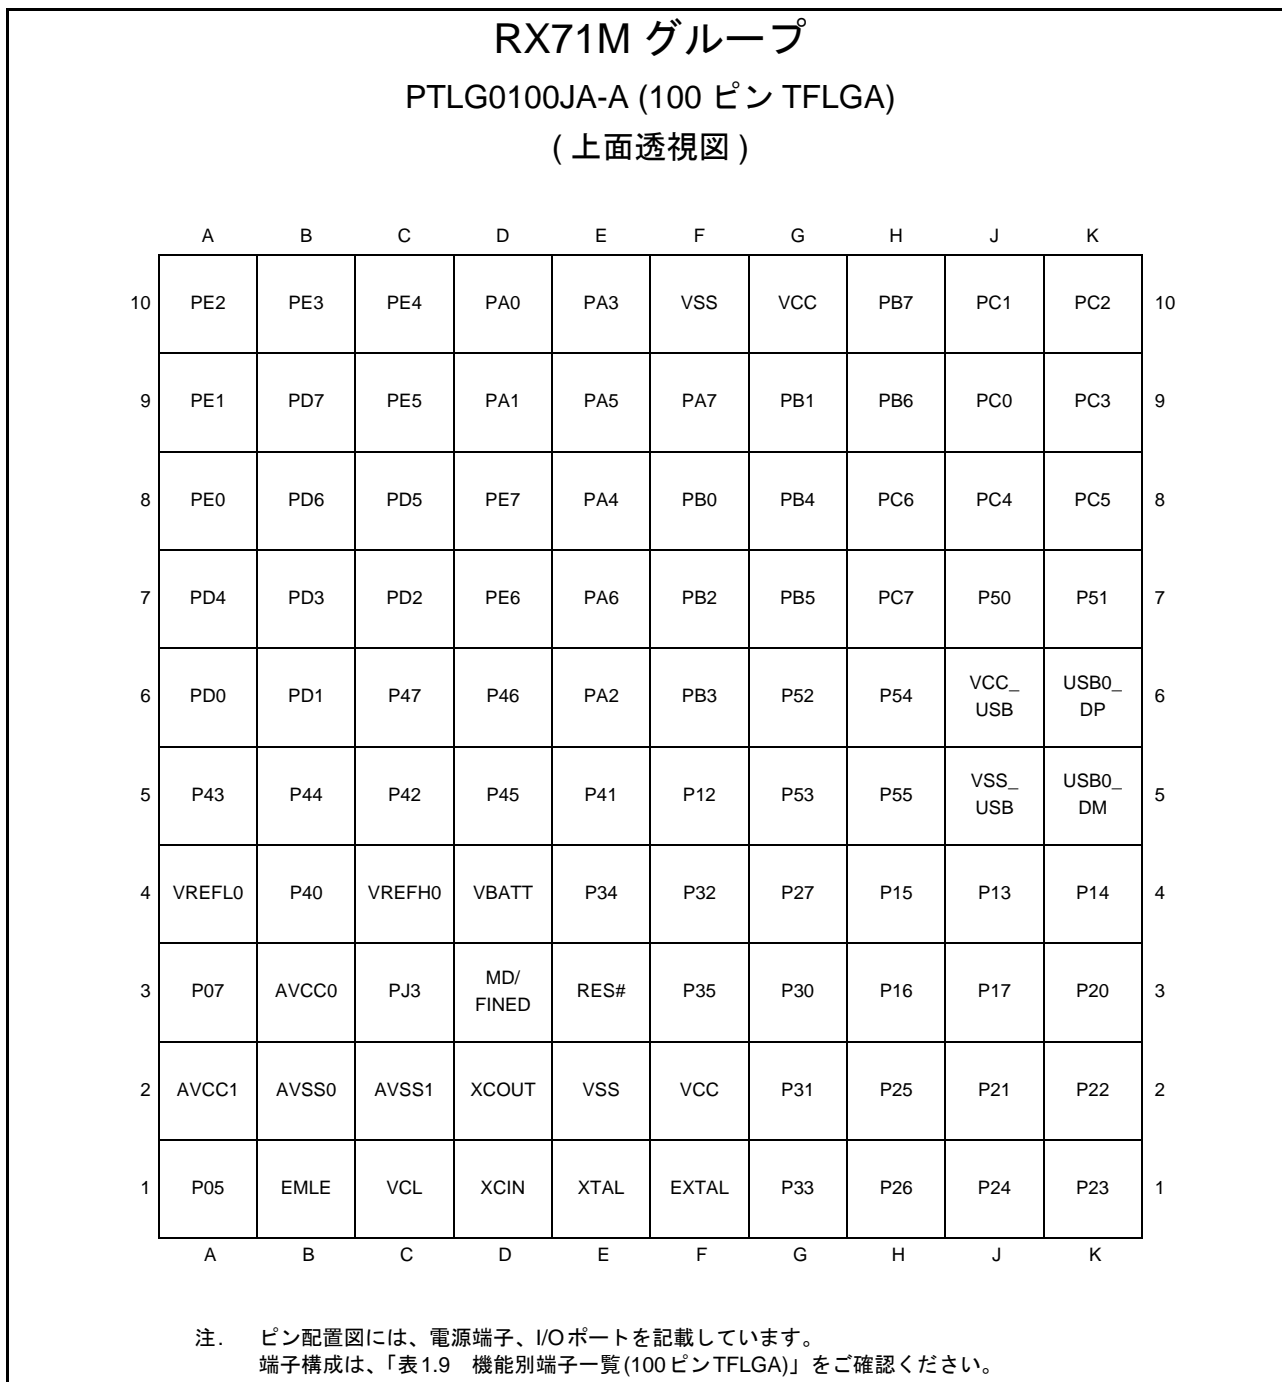 RX71M グループ
PTLG0100JA-A (100 ピン TFLGA)
( 上面透視図 )
A B C D E F G H J K
10 PE2 PE3 PE4 PA0 PA3 VSS VCC PB7 PC1 PC2 10
9 PE1 PD7 PE5 PA1 PA5 PA7 PB1 PB6 PC0 PC3 9
8 PE0 PD6 PD5 PE7 PA4 PB0 PB4 PC6 PC4 PC5 8
7 PD4 PD3 PD2 PE6 PA6 PB2 PB5 PC7 P50 P51 7
6 PD0 PD1 P47 P46 PA2 PB3 P52 P54 VCC_ USB0_ 6
USB DP
5 P43 P44 P42 P45 P41 P12 P53 P55 VSS_ USB0_ 5
USB DM
4 VREFL0 P40 VREFH0 VBATT P34 P32 P27 P15 P13 P14 4
3 P07 AVCC0 PJ3 MD/ RES# P35 P30 P16 P17 P20 3
FINED
2 AVCC1 AVSS0 AVSS1 XCOUT VSS VCC P31 P25 P21 P22 2
1 P05 EMLE VCL XCIN XTAL EXTAL P33 P26 P24 P23 1
A B C D E F G H J K
注. ピン配置図には、電源端子、I/Oポートを記載しています。
端子構成は、「表1.9 機能別端子一覧(100ピンTFLGA)」をご確認ください。